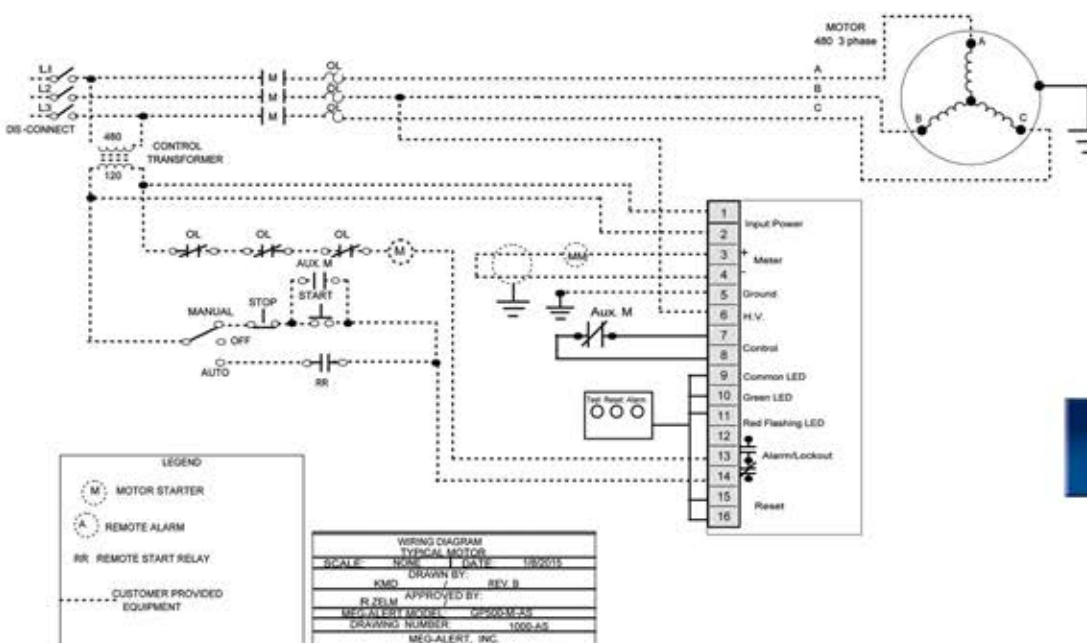 MOTOR
480 3 phase
A
L1
L2
L3
DIS-CONNECT
M
M
M
OL
OL
OL
A
B
C
A
B
C
480
120
CONTROL
TRANSFORMER
OL
OL
OL
M
AUX. M
START
STOP
MANUAL
OFF
AUTO
RR
MM
Aux. M
Test Reset Alarm
1
2
3
4
5
6
7
8
9
10
11
12
13
14
15
16
Input Power
+
Meter
-
Ground
H.V.
Control
Common LED
Green LED
Red Flashing LED
Alarm/Lockout
Reset
LEGEND
M MOTOR STARTER
A REMOTE ALARM
RR REMOTE START RELAY
CUSTOMER PROVIDED
EQUIPMENT
WIRING DIAGRAM
TYPICAL MOTOR
SCALE: NONE DATE: 1/8/2015
DRAWN BY:
KMD / REV. B
APPROVED BY:
R.ZELM /
MEG-ALERT MODEL: GP500-M-AS
DRAWING NUMBER: 1000-AS
MEG-ALERT, INC.